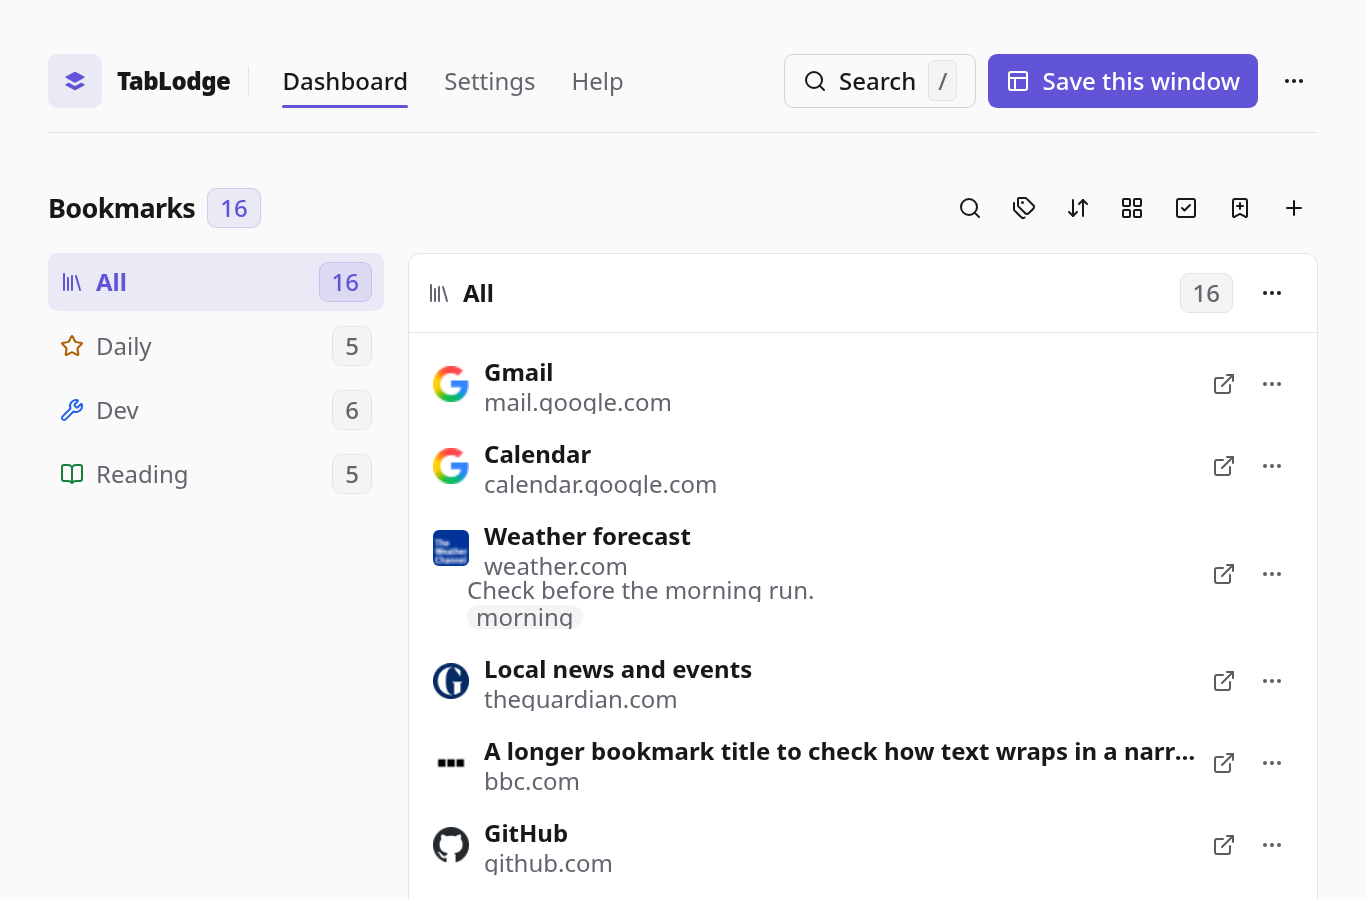 TabLodge
Dashboard
Settings
Help
Search /
Save this window
Bookmarks 16
All 16
Daily 5
Dev 6
Reading 5
All 16
Gmail
mail.google.com
Calendar
calendar.google.com
The
Weather
Channel
Weather forecast
weather.com
Check before the morning run.
morning
Local news and events
theguardian.com
A longer bookmark title to check how text wraps in a narr...
bbc.com
GitHub
github.com